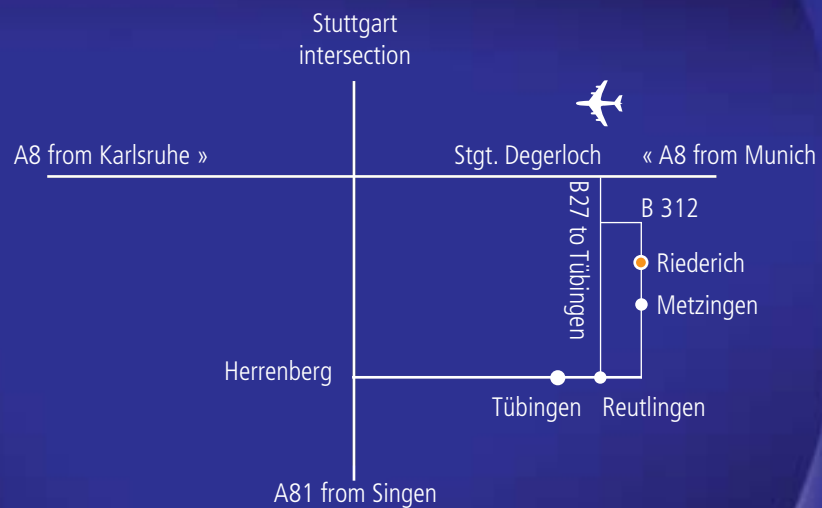 Stuttgart
intersection
A8 from Karlsruhe »
Stgt. Degerloch
« A8 from Munich
B27 to Tübingen
B 312
Riederich
Metzingen
Herrenberg
Tübingen
Reutlingen
A81 from Singen